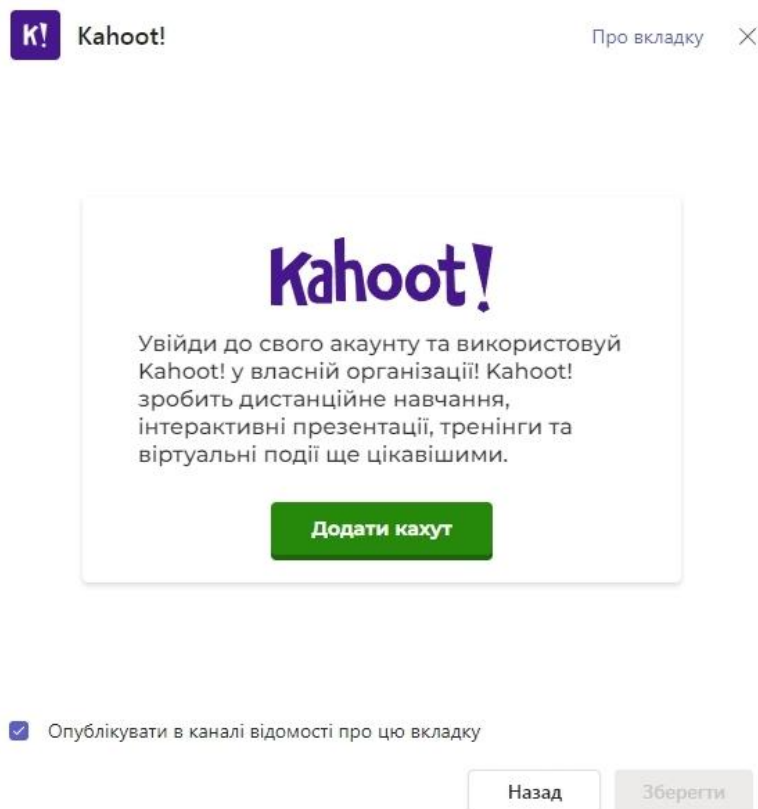 K! Kahoot! Про вкладку
Kahoot!
Увійди до свого акаунту та використовуй
Kahoot! у власній організації! Kahoot!
зробить дистанційне навчання,
інтерактивні презентації, тренінги та
віртуальні події ще цікавішими.
Додати кахут
Опублікувати в каналі відомості про цю вкладку
Назад Зберегти